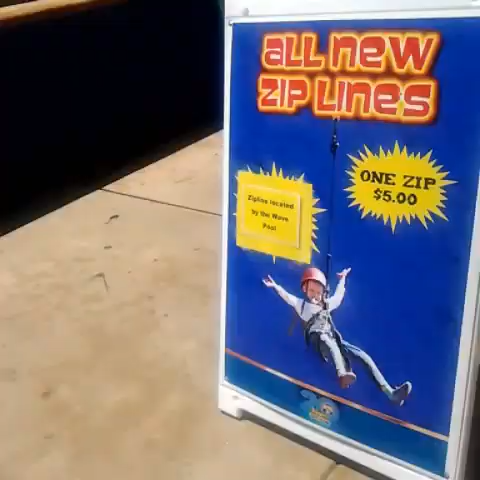 ALL NEW
ZIP LINES
ONE ZIP
$5.00
Zipline located
by the Wave
Pool